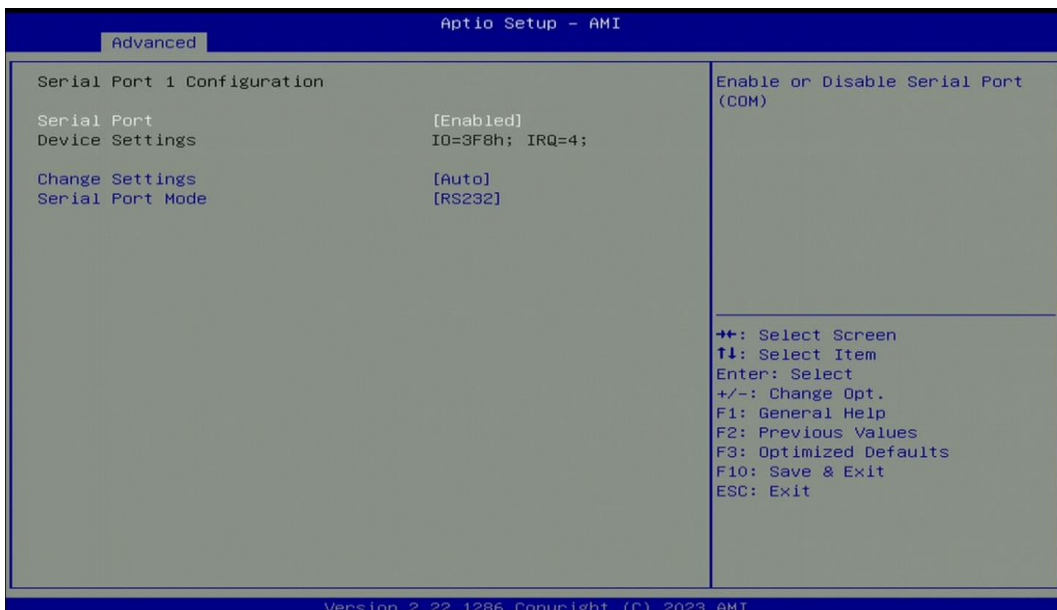 Aptio Setup – AMI
Advanced
Serial Port 1 Configuration
Serial Port [Enabled]
Device Settings IO=3F8h; IRQ=4;
Change Settings [Auto]
Serial Port Mode [RS232]
Enable or Disable Serial Port
(COM)
→←: Select Screen
↑↓: Select Item
Enter: Select
+/-: Change Opt.
F1: General Help
F2: Previous Values
F3: Optimized Defaults
F10: Save & Exit
ESC: Exit
Version 2.22.1286 Copyright (C) 2023 AMI